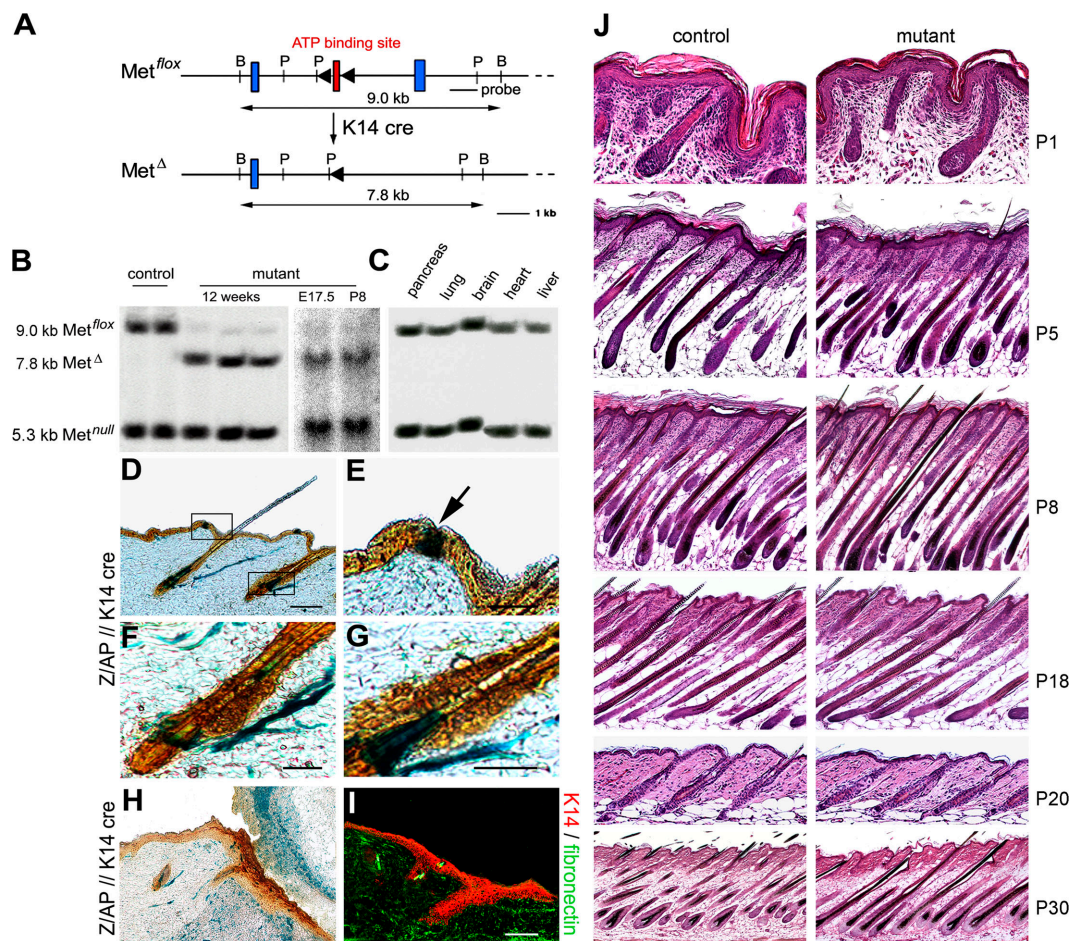 A
ATP binding site
Met flox
B P P P B
probe
9.0 kb
K14 cre
Met Δ
B P P P B
7.8 kb
1 kb
B
control mutant
12 weeks E17.5 P8
9.0 kb Met flox
7.8 kb Met Δ
5.3 kb Met null
C
pancreas
lung
brain
heart
liver
D
E
Z/AP // K14 cre
F
G
H
Z/AP // K14 cre
I
K14 / fibronectin
J
control mutant
P1
P5
P8
P18
P20
P30